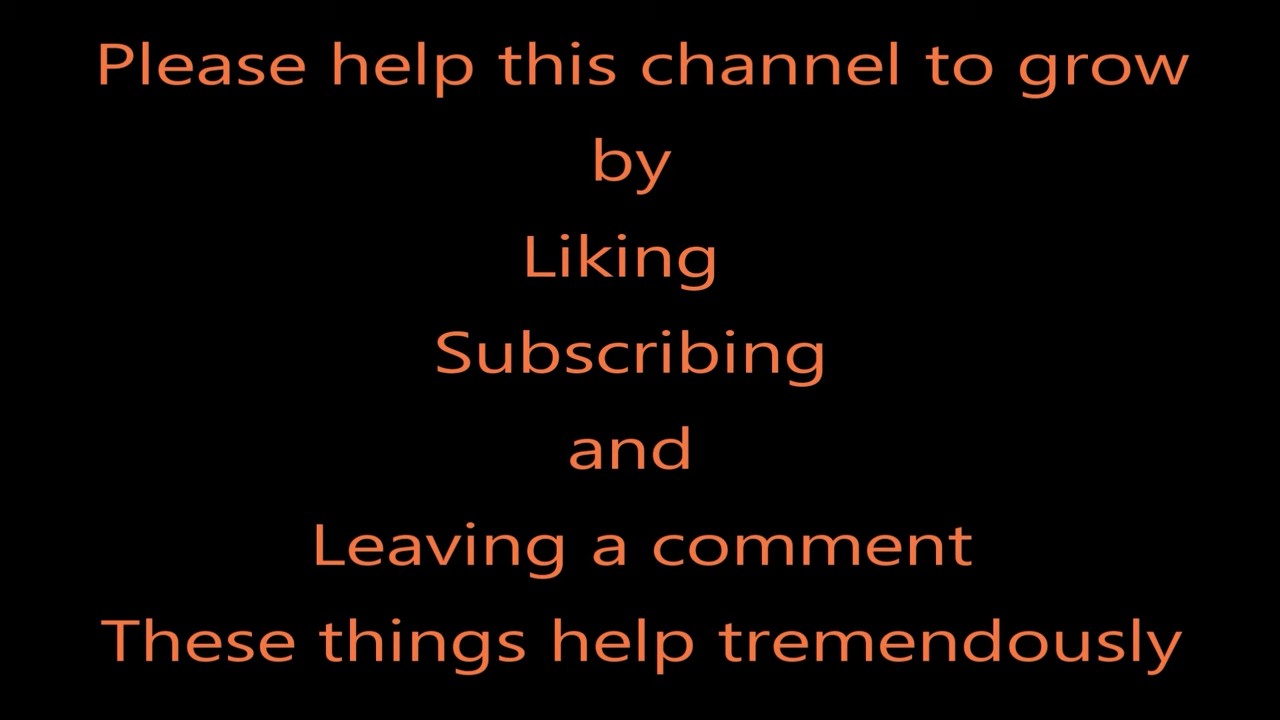 Please help this channel to grow
by
Liking
Subscribing
and
Leaving a comment
These things help tremendously